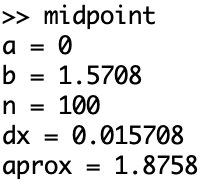 >> midpoint
a = 0
b = 1.5708
n = 100
dx = 0.015708
aprox = 1.8758